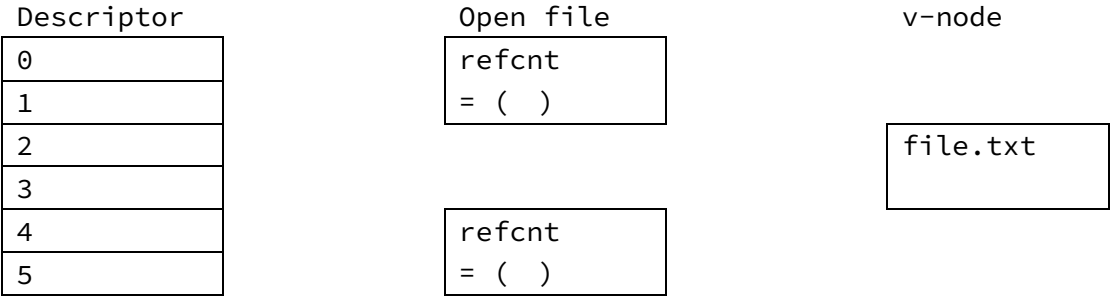 Descriptor
Open file
v-node
0
1
2
3
4
5
refcnt
= ( )
refcnt
= ( )
file.txt